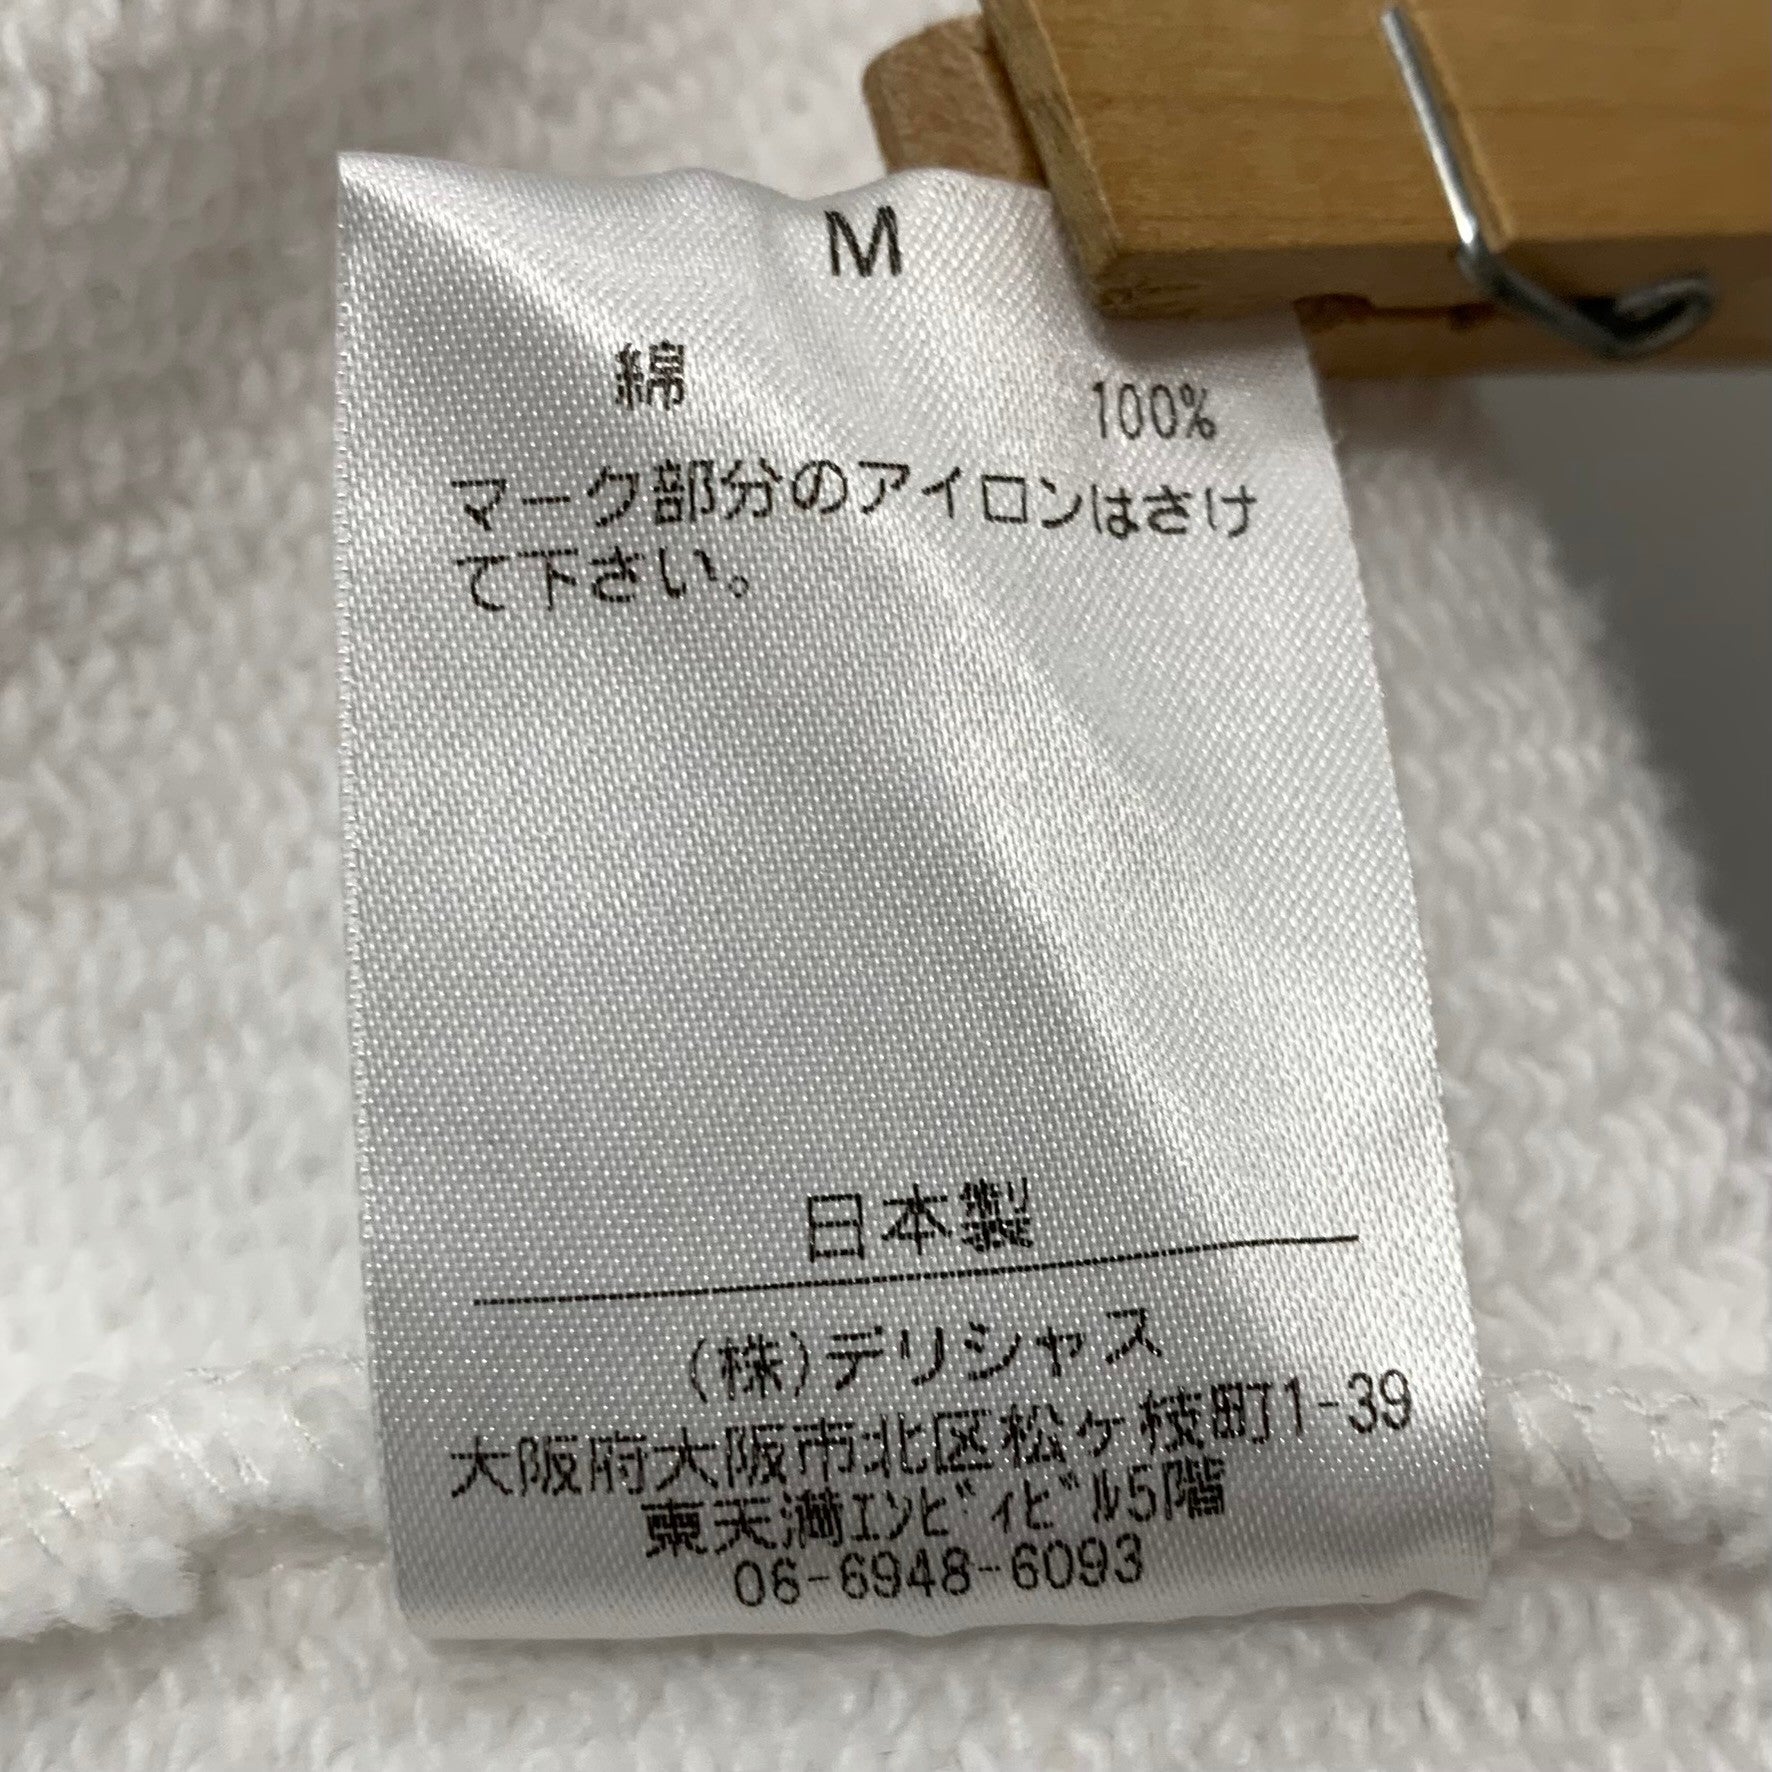 M
綿 100%
マーク部分のアイロンはさけ
て下さい。
日本製
(株)デリシャス
大阪府大阪市北区松ケ枝町1-39
東天満ｴﾝﾋﾞｨﾋﾞﾙ5階
06-6948-6093